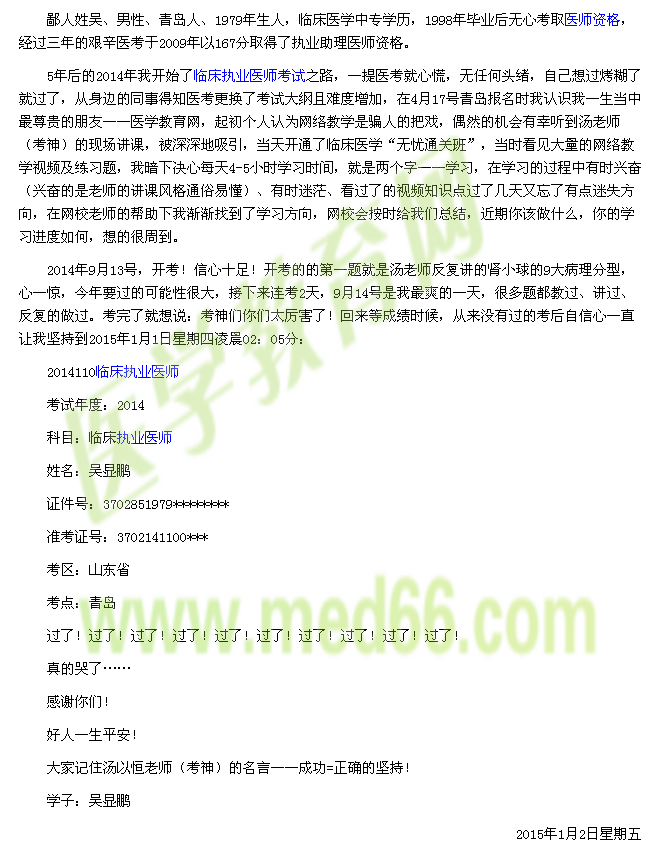 鄙人姓吴、男性、青岛人、1979年生人，临床医学中专学历，1998年毕业后无心考取医师资格，
经过三年的艰辛医考于2009年以167分取得了执业助理医师资格。
5年后的2014年我开始了临床执业医师考试之路，一提医考就心慌，无任何头绪，自己想过烤糊了
就过了，从身边的同事得知医考更换了考试大纲且难度增加，在4月17号青岛报名时我认识我一生当中
最尊贵的朋友——医学教育网，起初个人认为网络教学是骗人的把戏，偶然的机会有幸听到汤老师
（考神）的现场讲课，被深深地吸引，当天开通了临床医学“无忧通关班”，当时看见大量的网络教
学视频及练习题，我暗下决心每天4-5小时学习时间，就是两个字——学习，在学习的过程中有时兴奋
（兴奋的是老师的讲课风格通俗易懂）、有时迷茫、看过了的视频知识点过了几天又忘了有点迷失方
向，在网校老师的帮助下我渐渐找到了学习方向，网校会按时给我们总结，近期你该做什么，你的学
习进度如何，想的很周到。
2014年9月13号，开考！信心十足！开考的的第一题就是汤老师反复讲的肾小球的9大病理分型，
心一惊，今年要过的可能性很大，接下来连考2天，9月14号是我最爽的一天，很多题都教过、讲过、
反复的做过。考完了就想说：考神们你们太厉害了！回来等成绩时候，从来没有过的考后自信心一直
让我坚持到2015年1月1日星期四凌晨02：05分：
2014110临床执业医师
考试年度：2014
科目：临床执业医师
姓名：吴显鹏
证件号：3702851979********
准考证号：3702141100***
考区：山东省
考点：青岛
过了！过了！过了！过了！过了！过了！过了！过了！过了！过了！
真的哭了……
感谢你们！
好人一生平安！
大家记住汤以恒老师（考神）的名言——成功=正确的坚持！
学子：吴显鹏
2015年1月2日星期五
医学教育网
www.med66.com